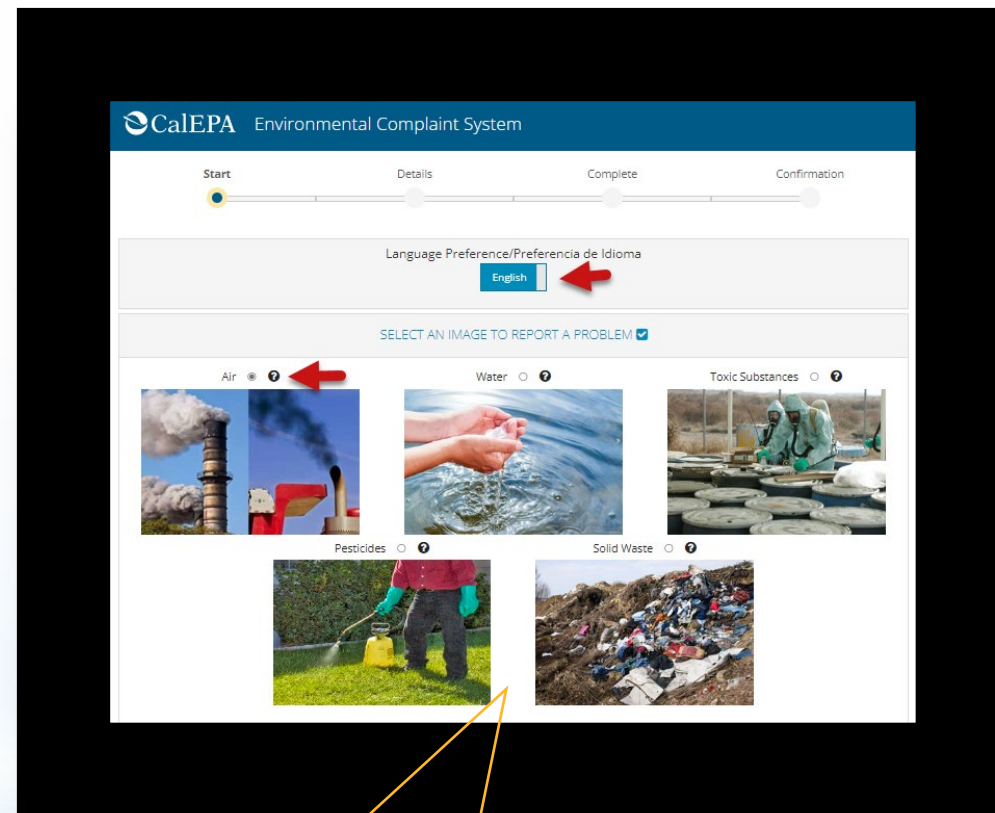 CalEPA Environmental Complaint System
Start Details Complete Confirmation
Language Preference/Preferencia de Idioma
English
SELECT AN IMAGE TO REPORT A PROBLEM
Air Water Toxic Substances
Pesticides Solid Waste